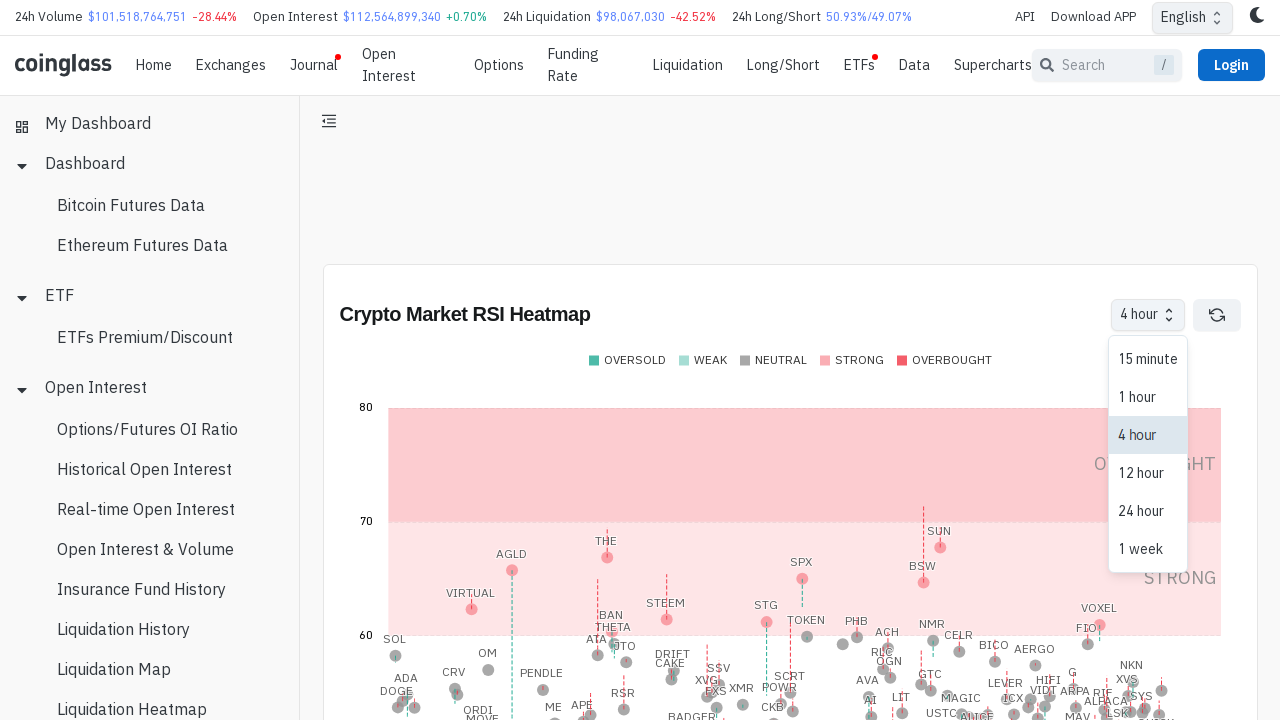 24h Volume $101,518,764,751 -28.44% Open Interest $112,564,899,340 +0.70% 24h Liquidation $98,067,030 -42.52% 24h Long/Short 50.93%/49.07% API Download APP English
coinglass Home Exchanges Journal Open Interest Options Funding Rate Liquidation Long/Short ETFs Data Supercharts Search / Login
My Dashboard
Dashboard
Bitcoin Futures Data
Ethereum Futures Data
ETF
ETFs Premium/Discount
Open Interest
Options/Futures OI Ratio
Historical Open Interest
Real-time Open Interest
Open Interest & Volume
Insurance Fund History
Liquidation History
Liquidation Map
Liquidation Heatmap
Crypto Market RSI Heatmap 4 hour
15 minute
1 hour
4 hour
12 hour
24 hour
1 week
OVERSOLD WEAK NEUTRAL STRONG OVERBOUGHT
80
70
STRONG
60
SUN
THE
AGLD
SPX
BSW
VIRTUAL
STEEM
STG
VOXEL
BAN
THETA
TOKEN
PHB
NMR
FIO
SOL
ATA
JTO
ACH
CELR
BICO
AERGO
OM
DRIFT
CAKE
RLC
OGN
NKN
CRV
PENDLE
SSV
SCRT
GTC
G
ADA
XVG
XMR
POWR
AVA
LEVER
HIFI
XVS
DOGE
RSR
FXS
LIT
MAGIC
ICX
VIDT
ARPA
RIF
SYS
ORDI
ME
APE
CKB
AI
USTC
ALICE
ALPACA
LSK
MOVE
BADGER
MAV